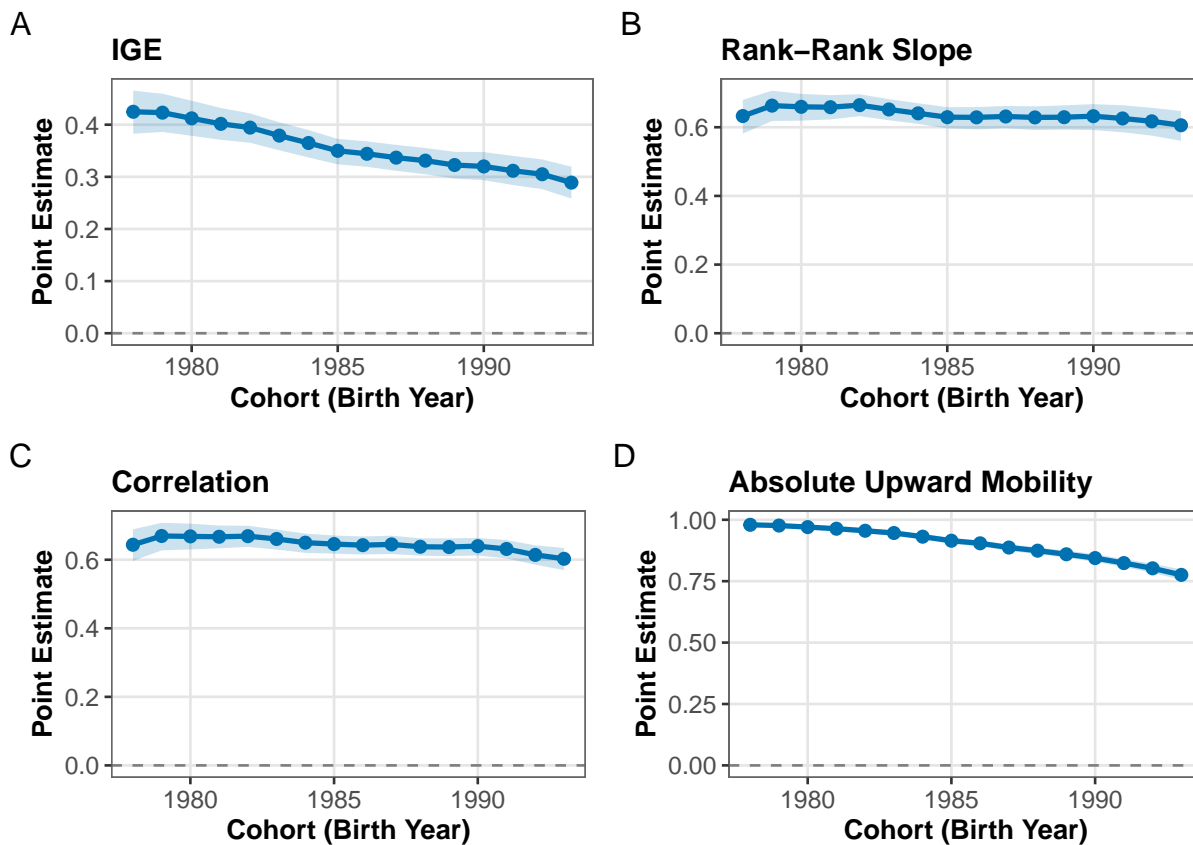 A
IGE
Point Estimate
0.4
0.3
0.2
0.1
0.0
1980 1985 1990
Cohort (Birth Year)
B
Rank−Rank Slope
Point Estimate
0.6
0.4
0.2
0.0
1980 1985 1990
Cohort (Birth Year)
C
Correlation
Point Estimate
0.6
0.4
0.2
0.0
1980 1985 1990
Cohort (Birth Year)
D
Absolute Upward Mobility
Point Estimate
1.00
0.75
0.50
0.25
0.00
1980 1985 1990
Cohort (Birth Year)